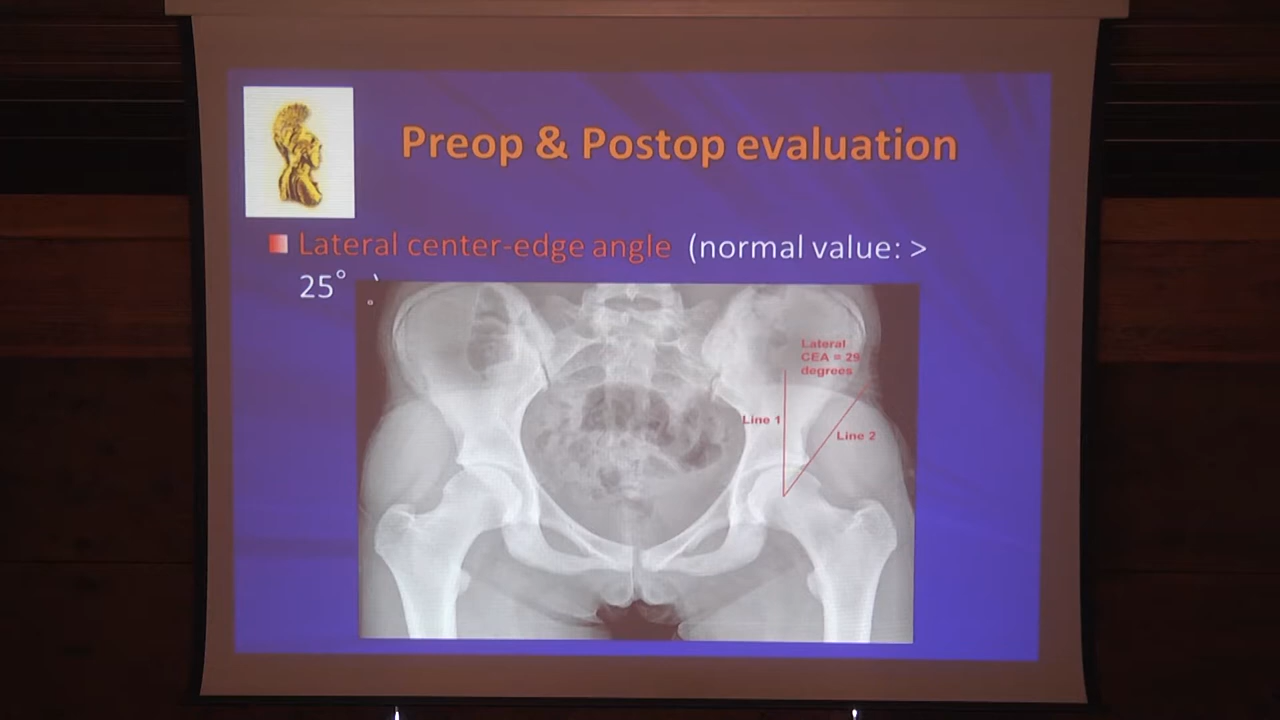 Preop & Postop evaluation
Lateral center-edge angle (normal value: >
25°
Lateral
CEA = 29
degrees
Line 1
Line 2